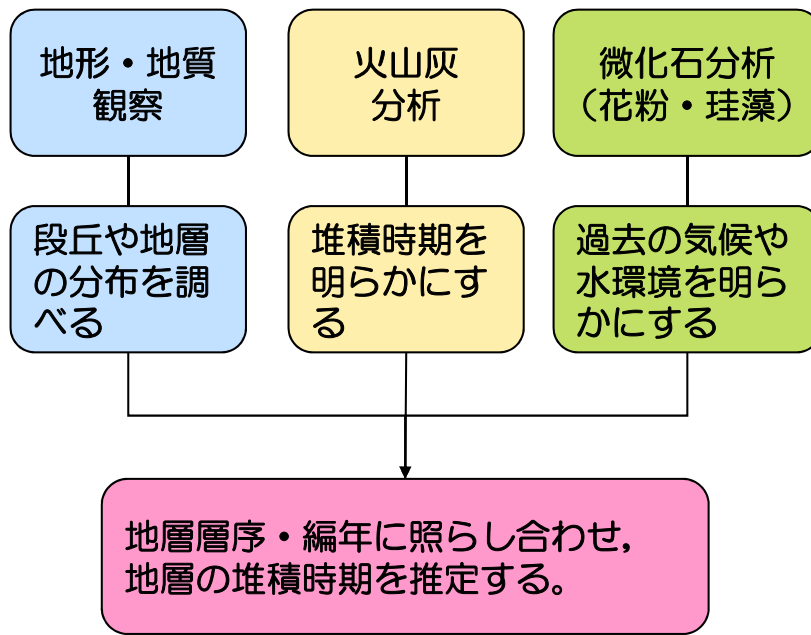 地形・地質
観察
火山灰
分析
微化石分析
（花粉・珪藻）
段丘や地層
の分布を調
べる
堆積時期を
明らかにす
る
過去の気候や
水環境を明ら
かにする
地層層序・編年に照らし合わせ，
地層の堆積時期を推定する。